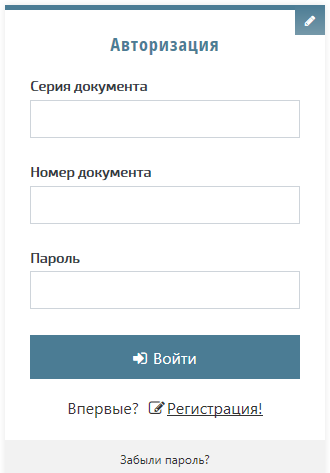 Авторизация
Серия документа
Номер документа
Пароль
Войти
Впервые? Регистрация!
Забыли пароль?